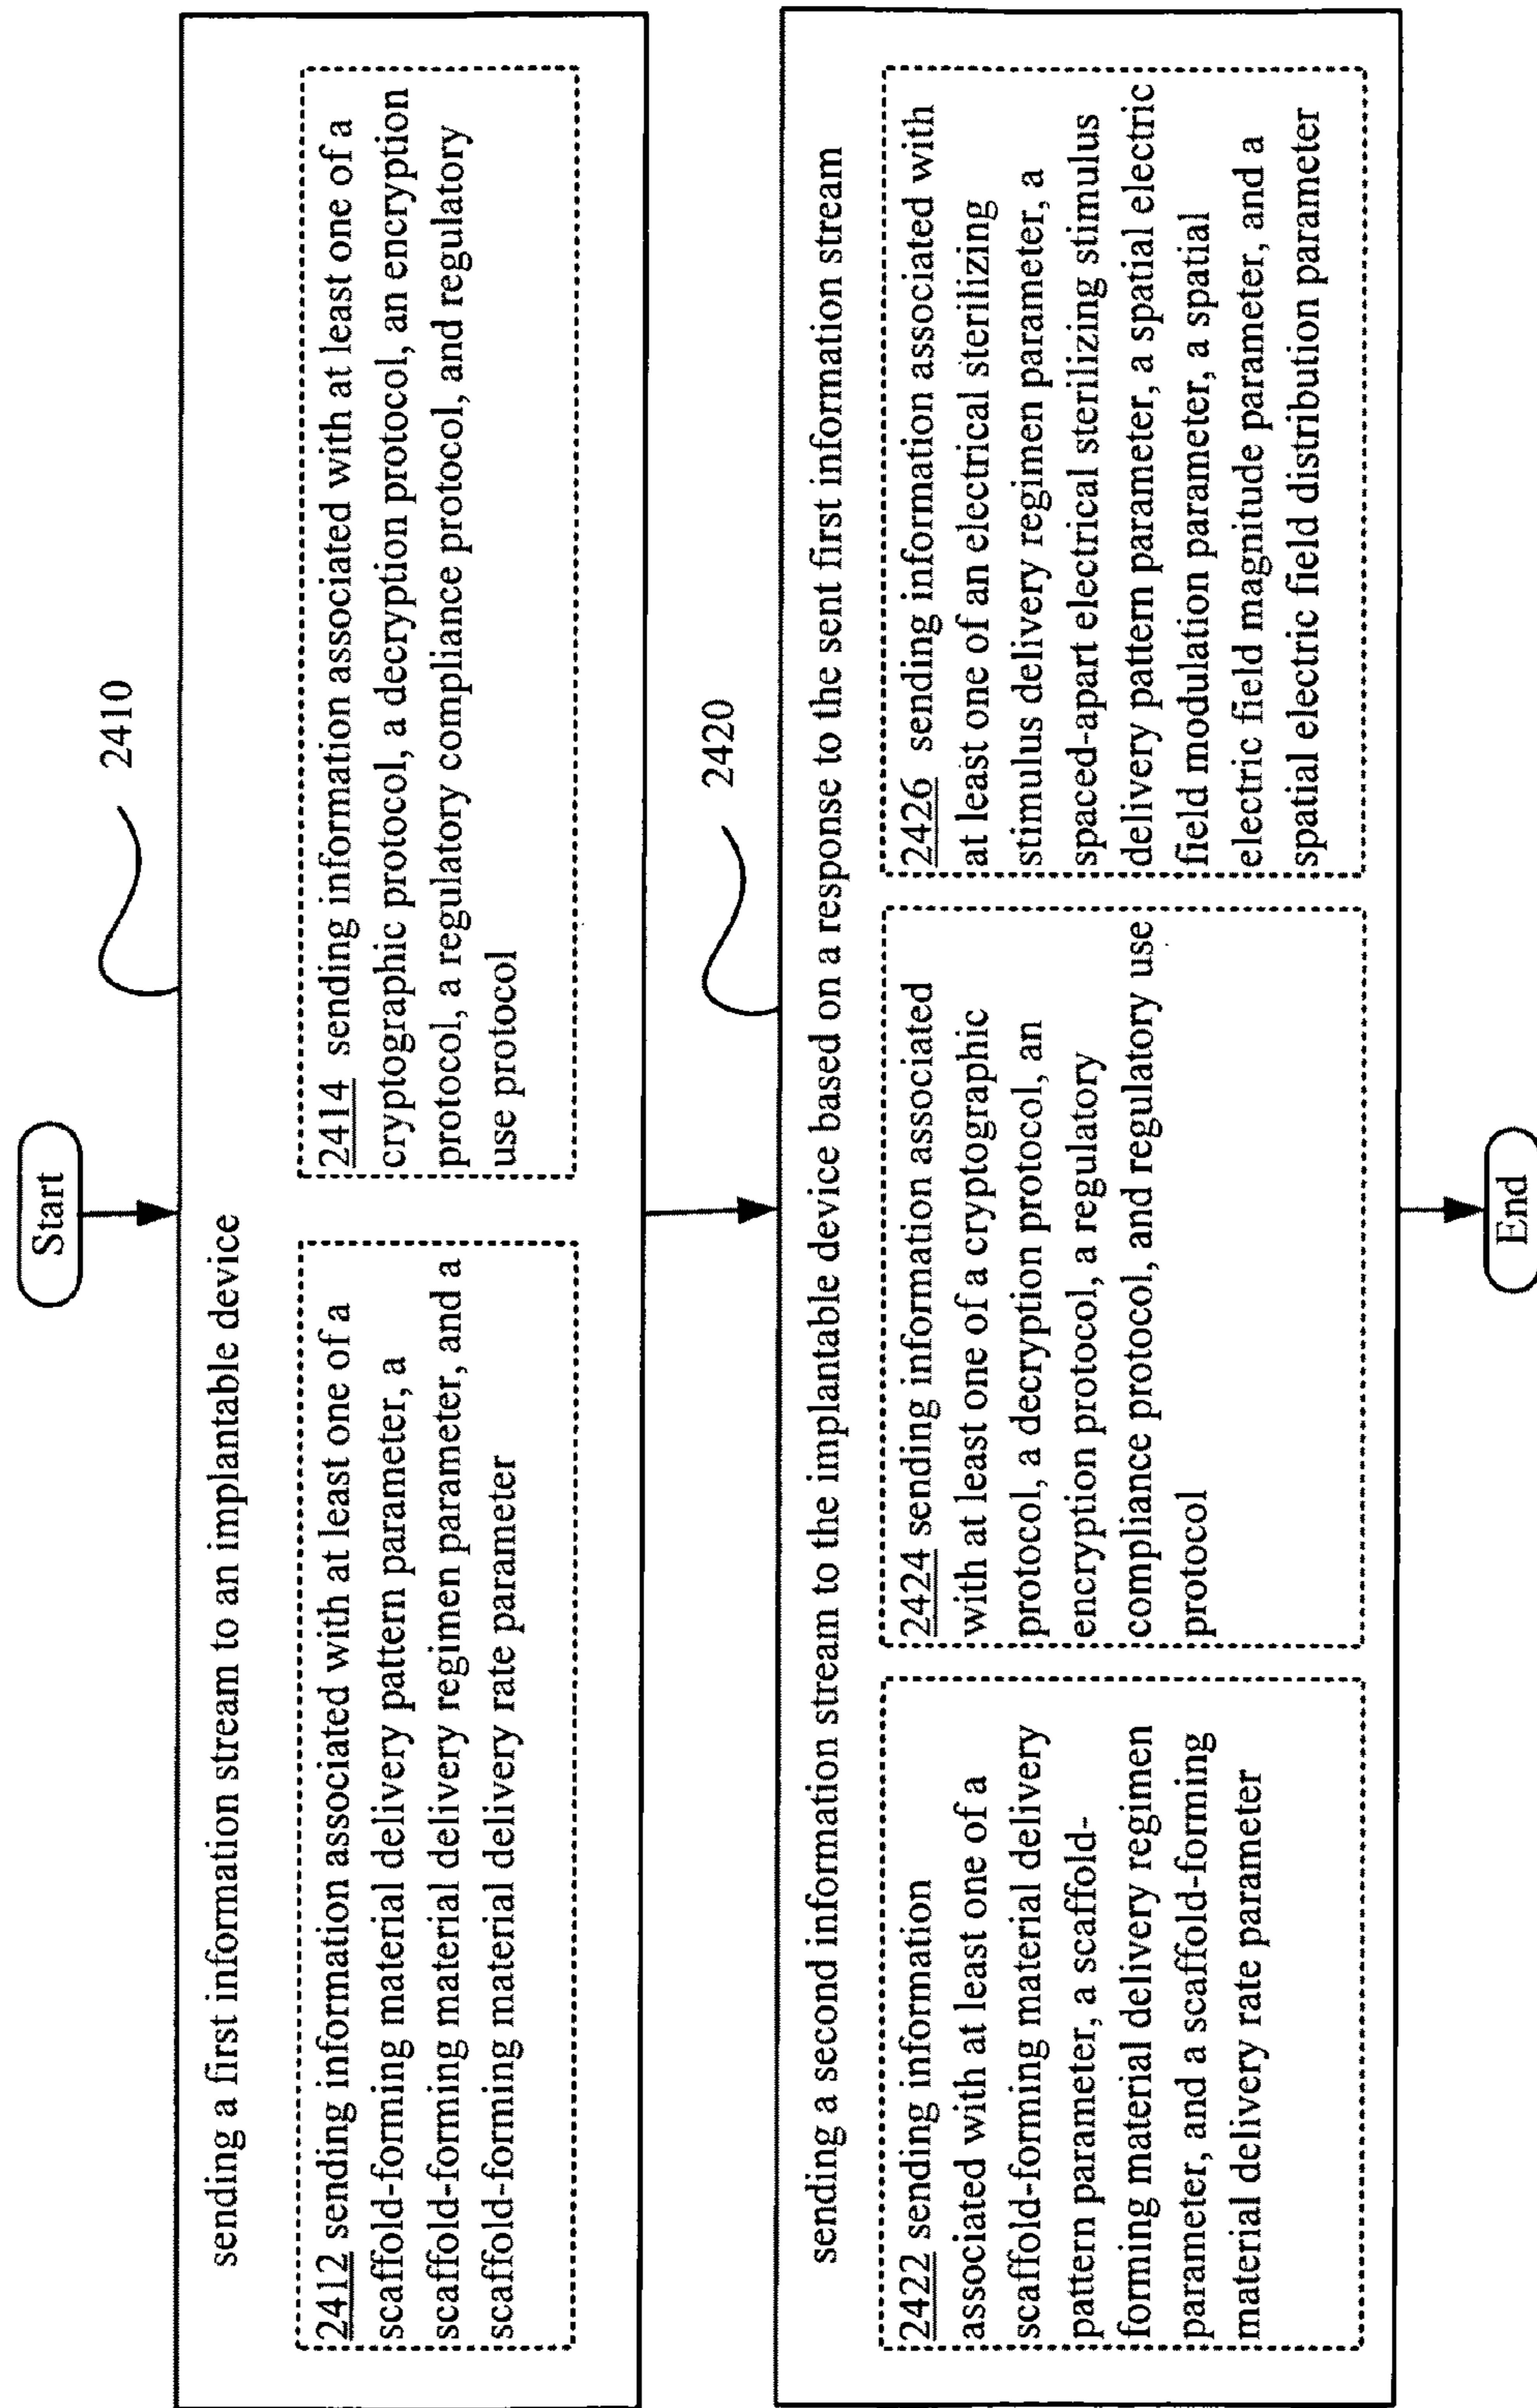 Start
2410
sending a first information stream to an implantable device
2412 sending information associated with at least one of a
scaffold-forming material delivery pattern parameter, a
scaffold-forming material delivery regimen parameter, and a
scaffold-forming material delivery rate parameter
2414 sending information associated with at least one of a
cryptographic protocol, a decryption protocol, an encryption
protocol, a regulatory compliance protocol, and regulatory
use protocol
2420
sending a second information stream to the implantable device based on a response to the sent first information stream
2422 sending information
associated with at least one of a
scaffold-forming material delivery
pattern parameter, a scaffold-
forming material delivery regimen
parameter, and a scaffold-forming
material delivery rate parameter
2424 sending information associated
with at least one of a cryptographic
protocol, a decryption protocol, an
encryption protocol, a regulatory
compliance protocol, and regulatory use
protocol
2426 sending information associated with
at least one of an electrical sterilizing
stimulus delivery regimen parameter, a
spaced-apart electrical sterilizing stimulus
delivery pattern parameter, a spatial electric
field modulation parameter, a spatial
electric field magnitude parameter, and a
spatial electric field distribution parameter
End